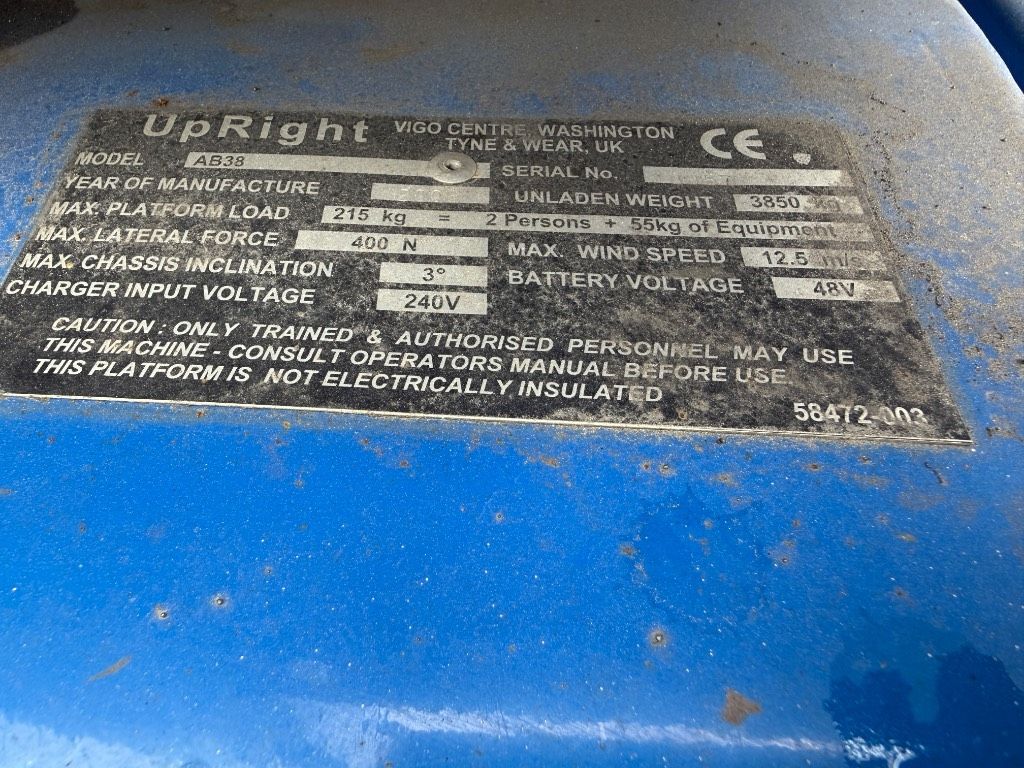 UpRight VIGO CENTRE, WASHINGTON
TYNE & WEAR, UK CE
MODEL AB38 SERIAL No.
YEAR OF MANUFACTURE UNLADEN WEIGHT 3850 kg
MAX. PLATFORM LOAD 215 kg = 2 Persons + 55kg of Equipment
MAX. LATERAL FORCE 400 N MAX. WIND SPEED 12.5 m/s
MAX. CHASSIS INCLINATION 3° BATTERY VOLTAGE 48V
CHARGER INPUT VOLTAGE 240V
CAUTION : ONLY TRAINED & AUTHORISED PERSONNEL MAY USE
THIS MACHINE - CONSULT OPERATORS MANUAL BEFORE USE.
THIS PLATFORM IS NOT ELECTRICALLY INSULATED
58472-003